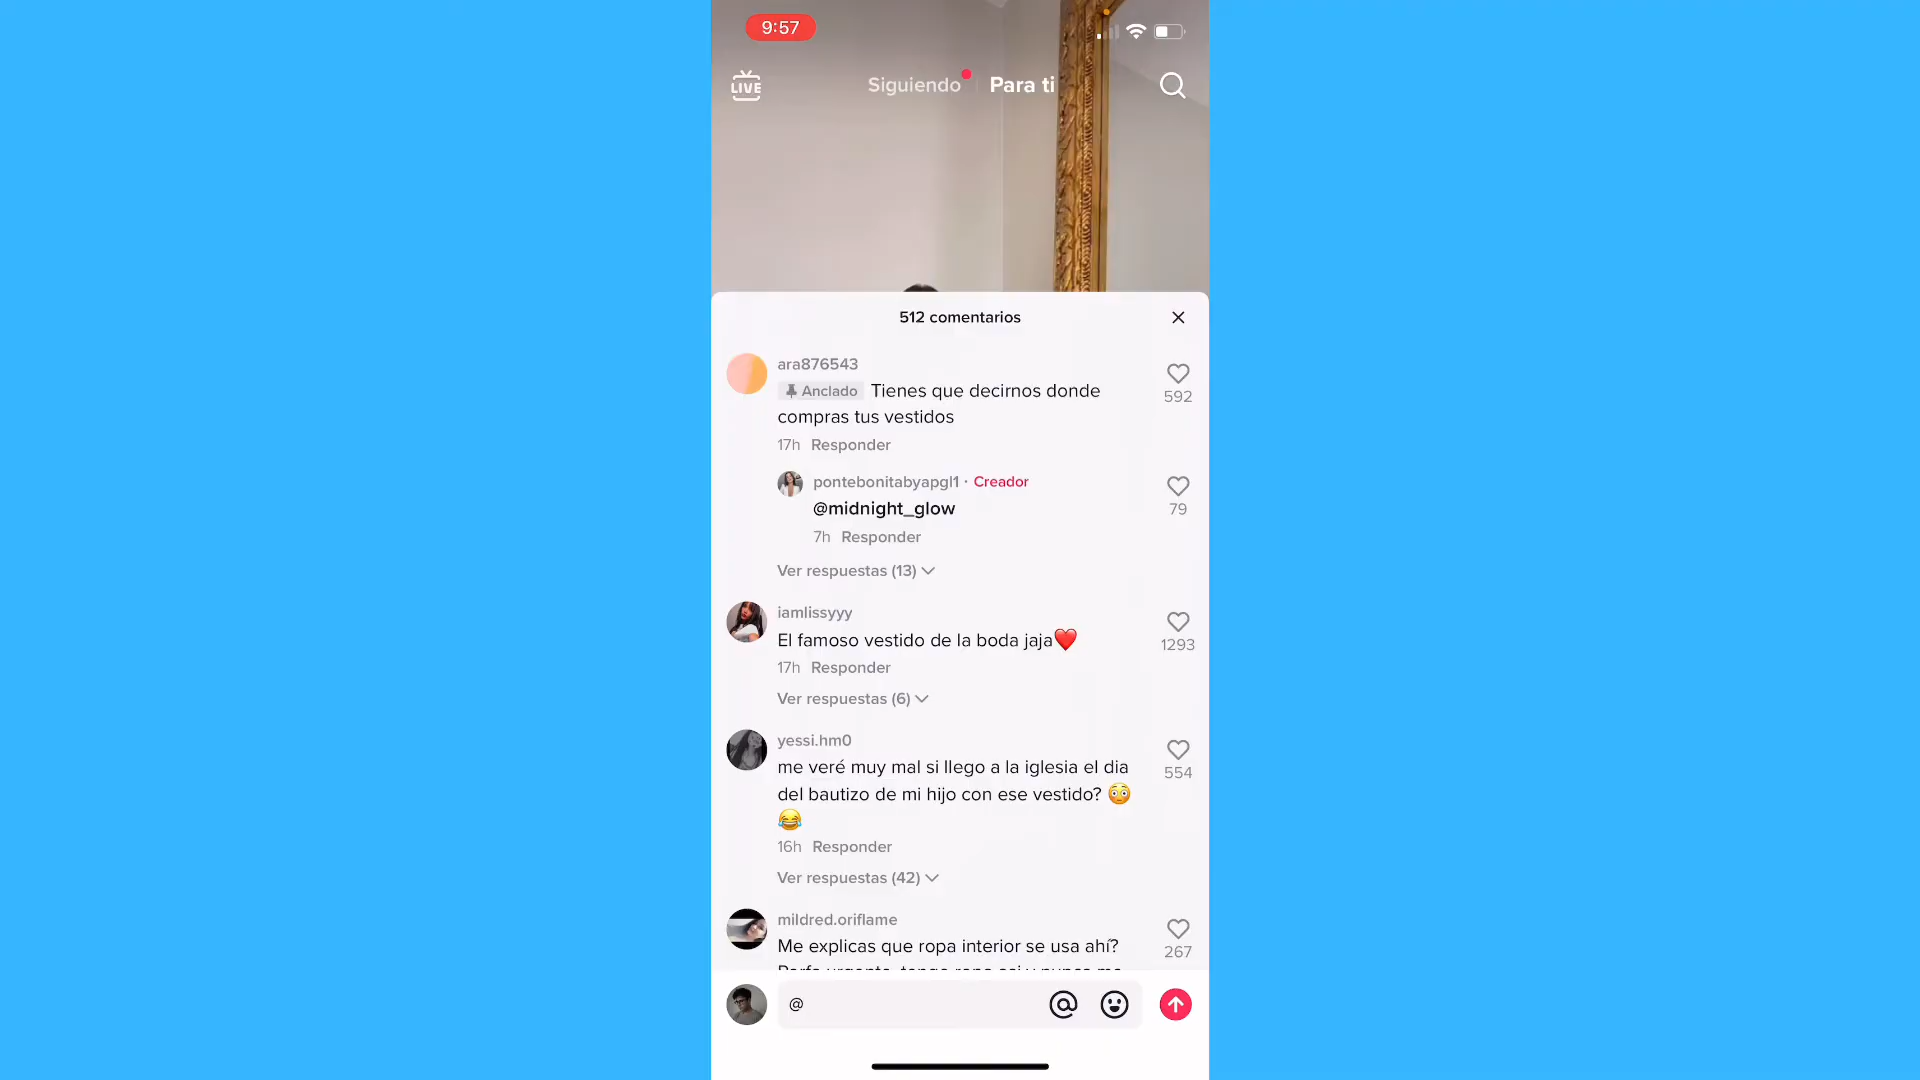 9:57
LIVE
Siguiendo
Para ti
512 comentarios
ara876543
Anclado Tienes que decirnos donde
compras tus vestidos
592
17h Responder
pontebonitabyapgl1 · Creador
@midnight_glow
79
7h Responder
Ver respuestas (13)
iamlissyyy
El famoso vestido de la boda jaja❤️
1293
17h Responder
Ver respuestas (6)
yessi.hm0
me veré muy mal si llego a la iglesia el dia
del bautizo de mi hijo con ese vestido? 😳
😂
554
16h Responder
Ver respuestas (42)
mildred.oriflame
Me explicas que ropa interior se usa ahí?
267
@